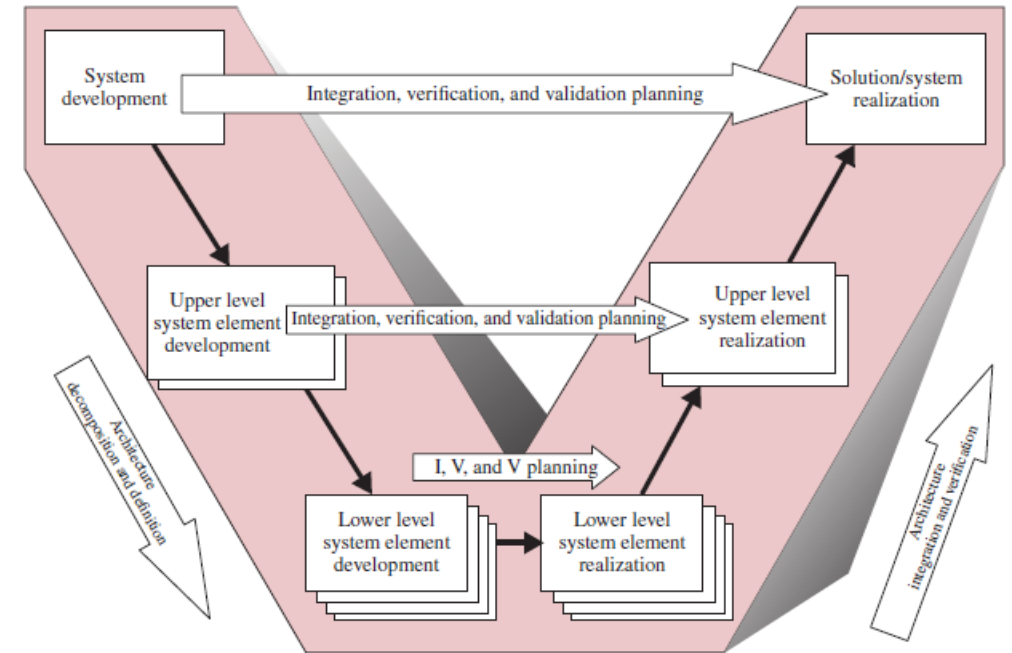 System
development
Integration, verification, and validation planning
Solution/system
realization
Upper level
system element
development
Integration, verification, and validation planning
Upper level
system element
realization
Architecture
decomposition and definition
I, V, and V planning
Architecture
integration and verification
Lower level
system element
development
Lower level
system element
realization